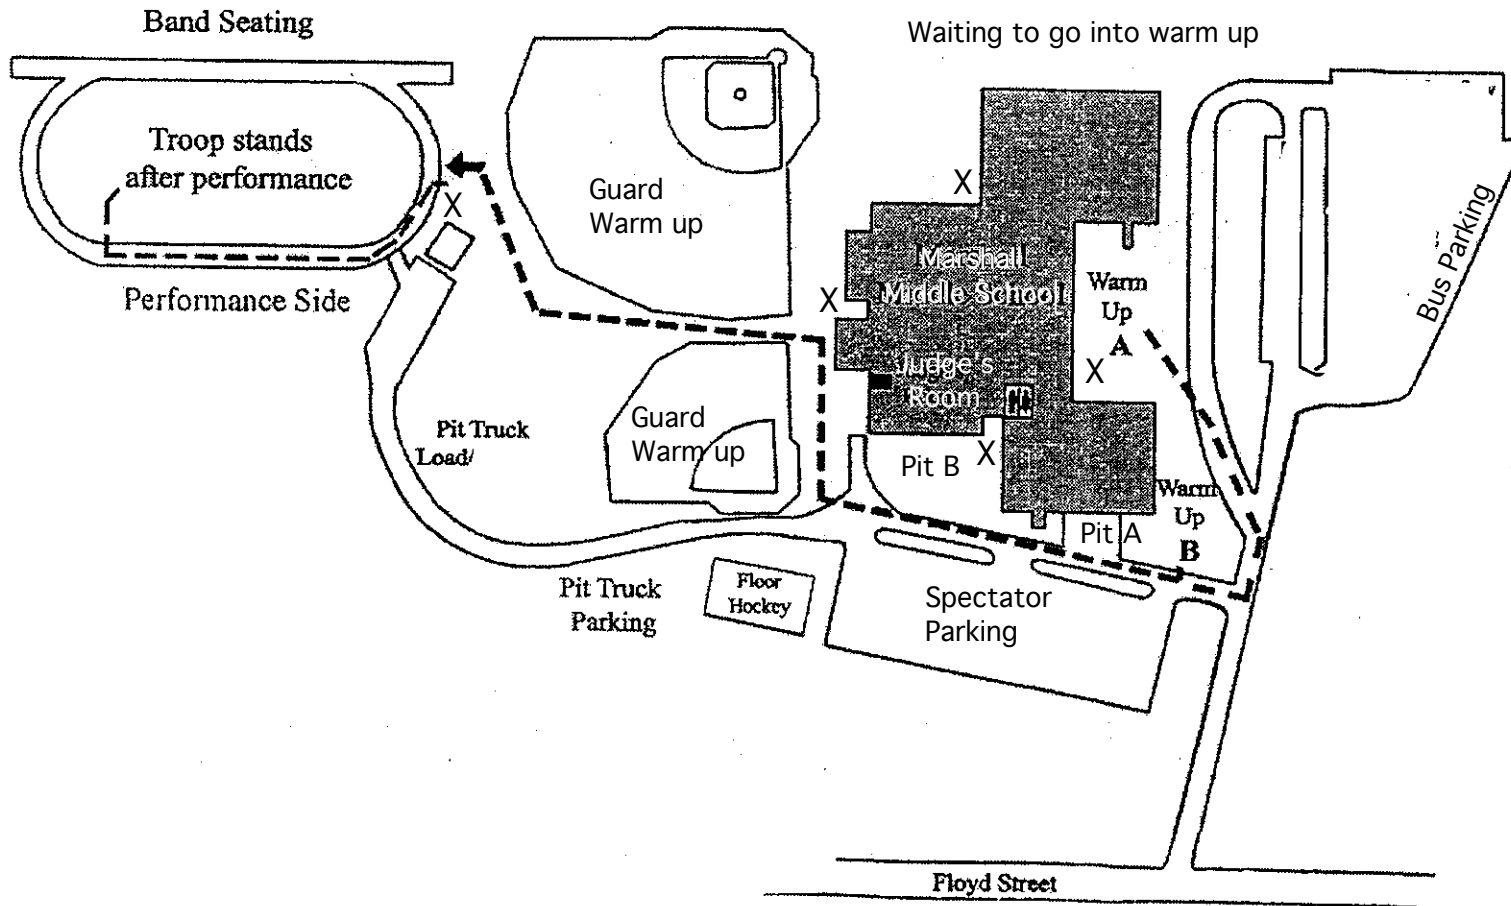 Band Seating
Waiting to go into warm up
Troop stands
after performance
Performance Side
Guard
Warm up
X
X
Marshall
Middle School
X
Warm
Up
A
X
Bus Parking
Judge's
Room
Guard
Warm up
Pit Truck
Load/
Pit B
X
Warm
Up
B
Pit A
Pit Truck
Parking
Floor
Hockey
Spectator
Parking
Floyd Street